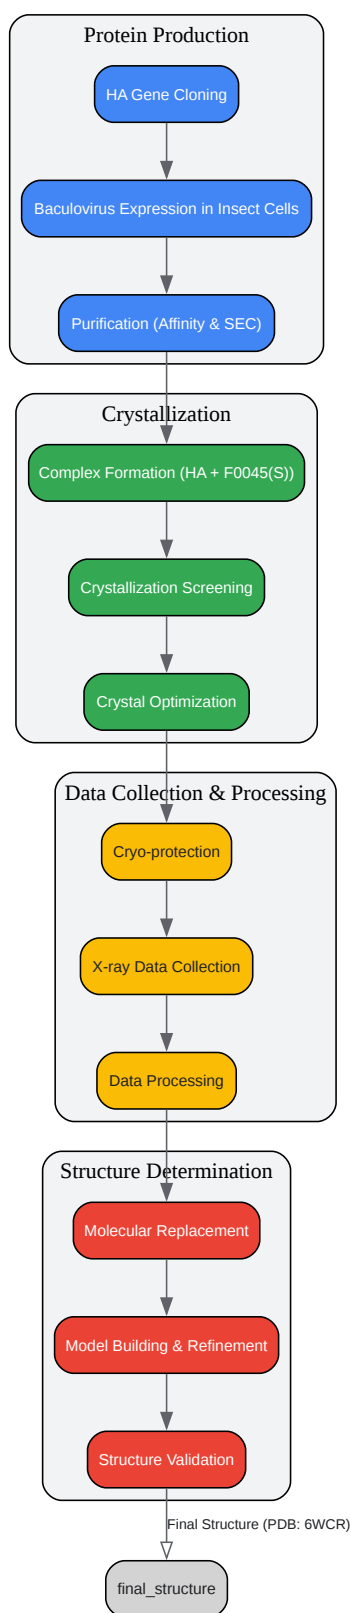 Protein Production
HA Gene Cloning
Baculovirus Expression in Insect Cells
Purification (Affinity & SEC)
Crystallization
Complex Formation (HA + F0045(S))
Crystallization Screening
Crystal Optimization
Data Collection & Processing
Cryo-protection
X-ray Data Collection
Data Processing
Structure Determination
Molecular Replacement
Model Building & Refinement
Structure Validation
Final Structure (PDB: 6WCR)
final_structure